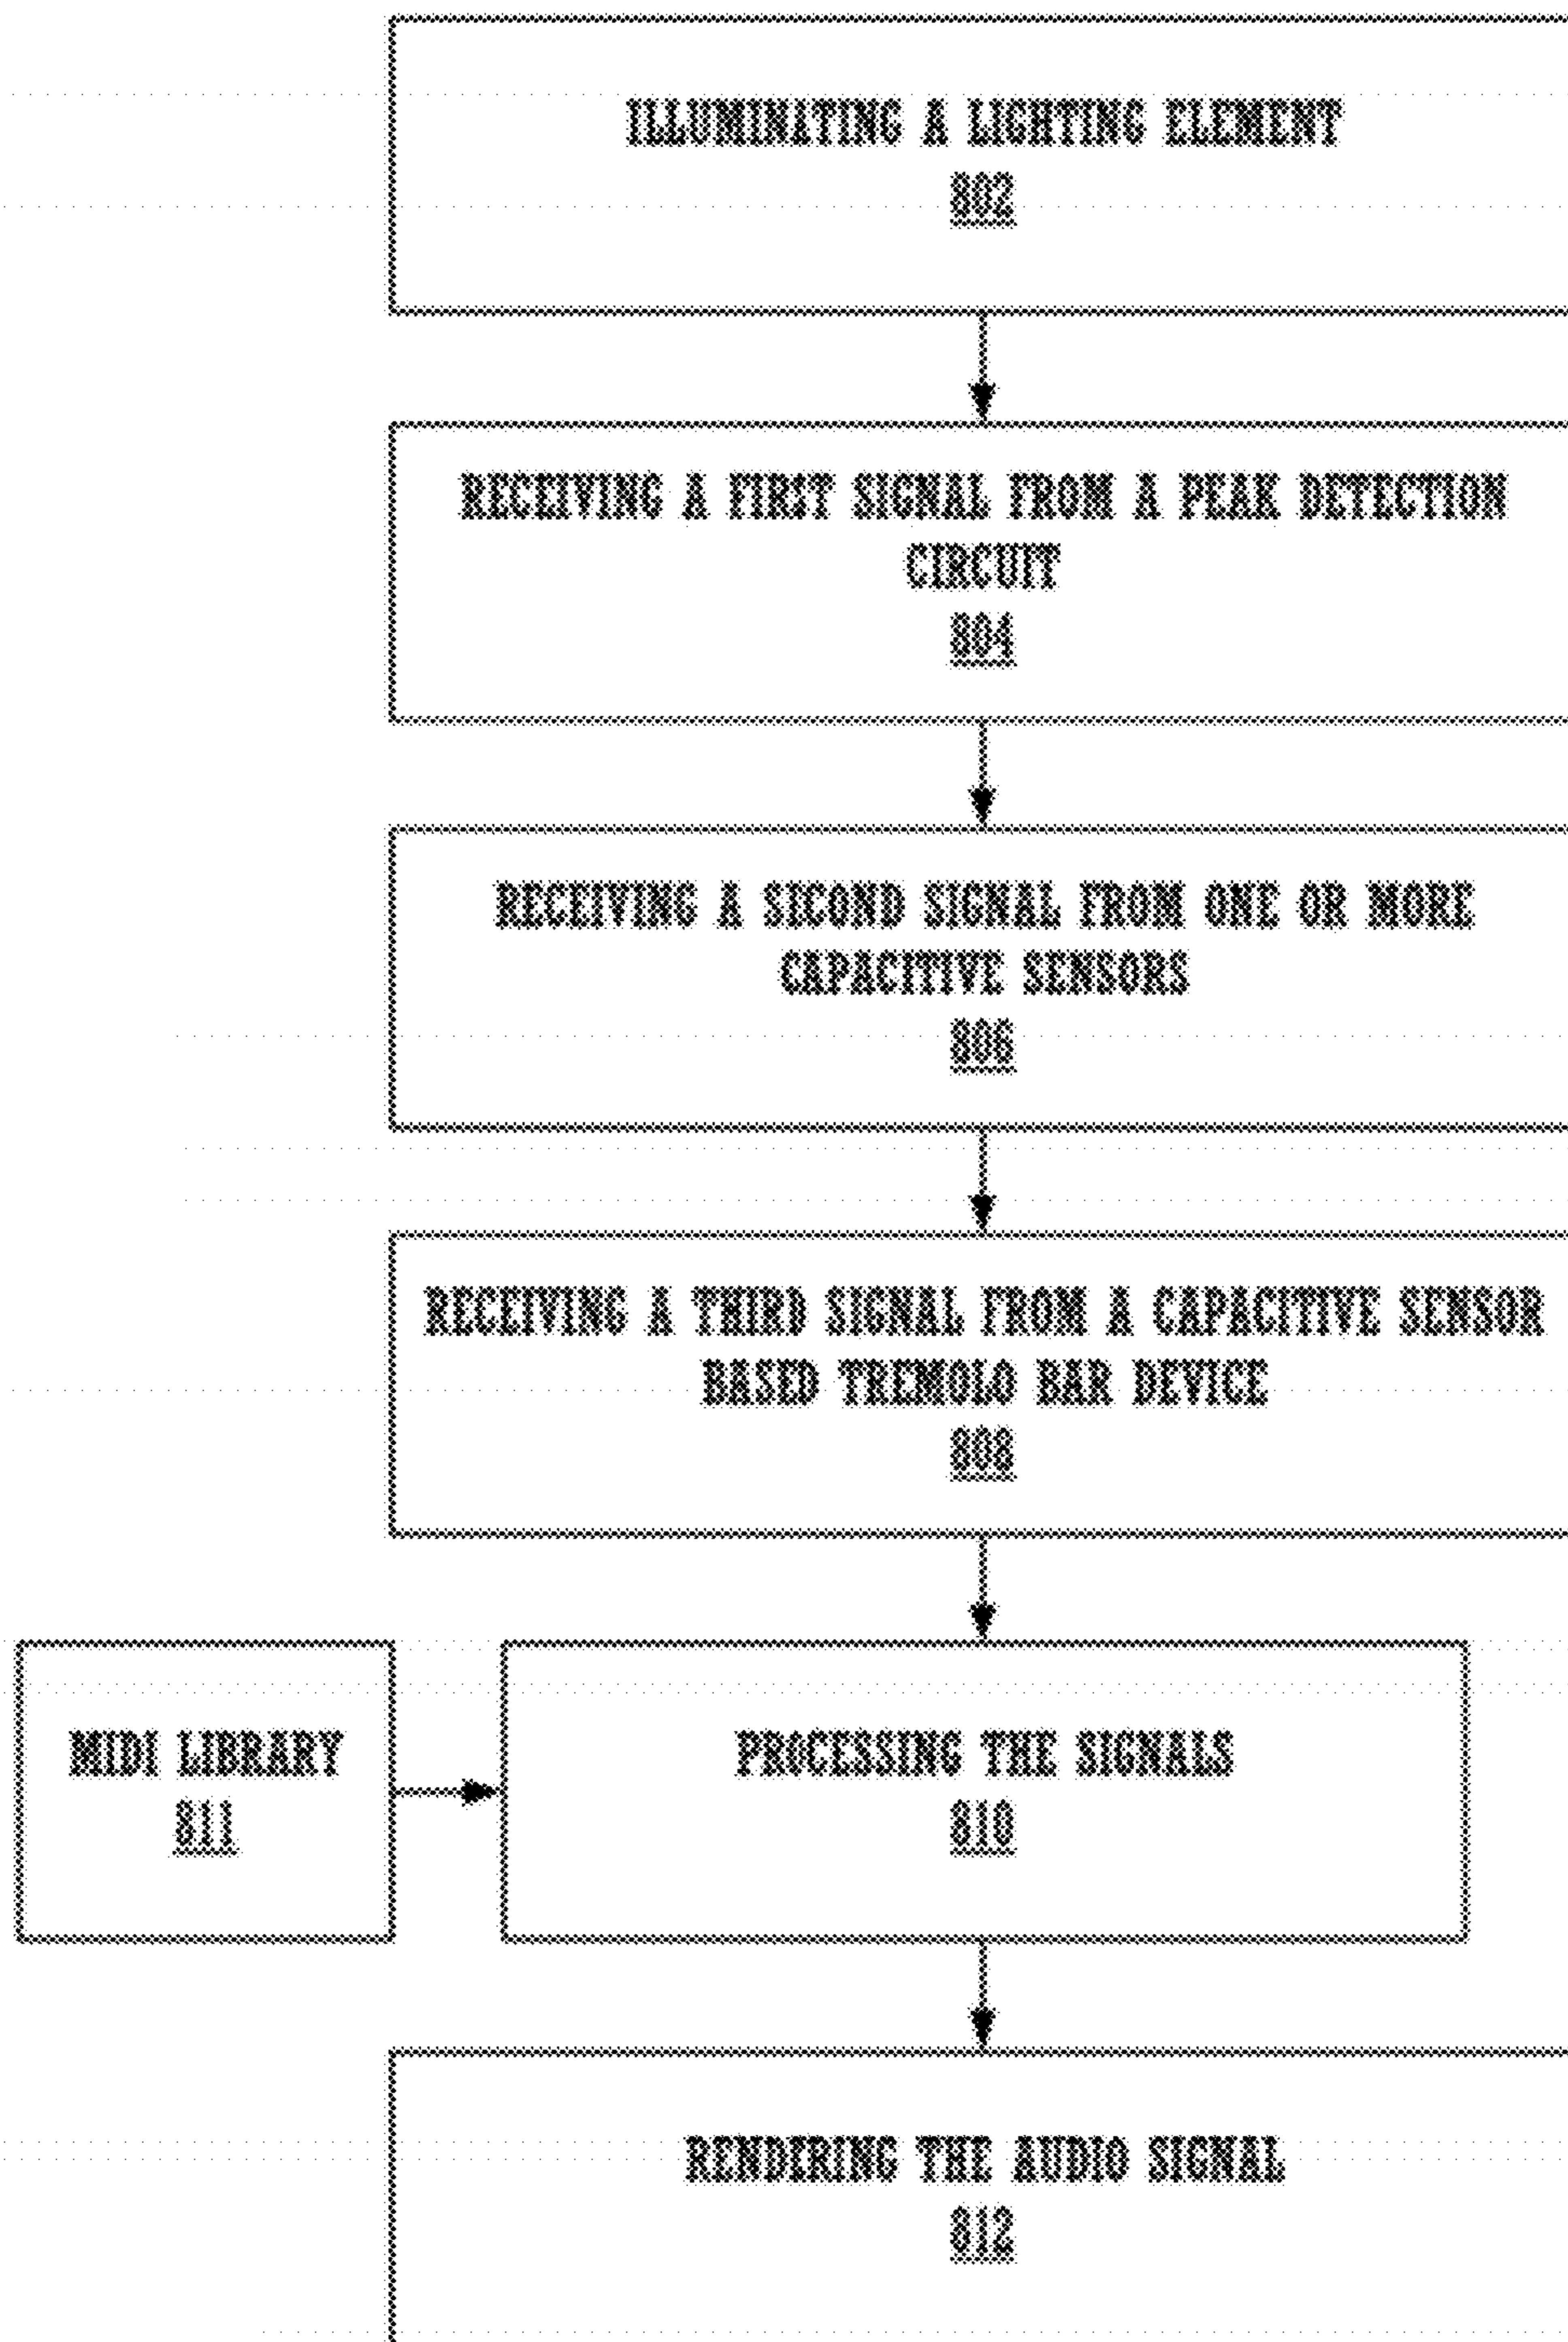 ILLUMINATING A LIGHTING ELEMENT
802
RECEIVING A FIRST SIGNAL FROM A PEAK DETECTION
CIRCUIT
804
RECEIVING A SICOND SIGNAL FROM ONE OR MORE
CAPACITIVE SENSORS
806
RECEIVING A THIRD SIGNAL FROM A CAPACITIVE SENSOR
BASED TREMOLO BAR DEVICE
808
MIDI LIBRARY
811
PROCESSING THE SIGNALS
810
RENDERING THE AUDIO SIGNAL
812